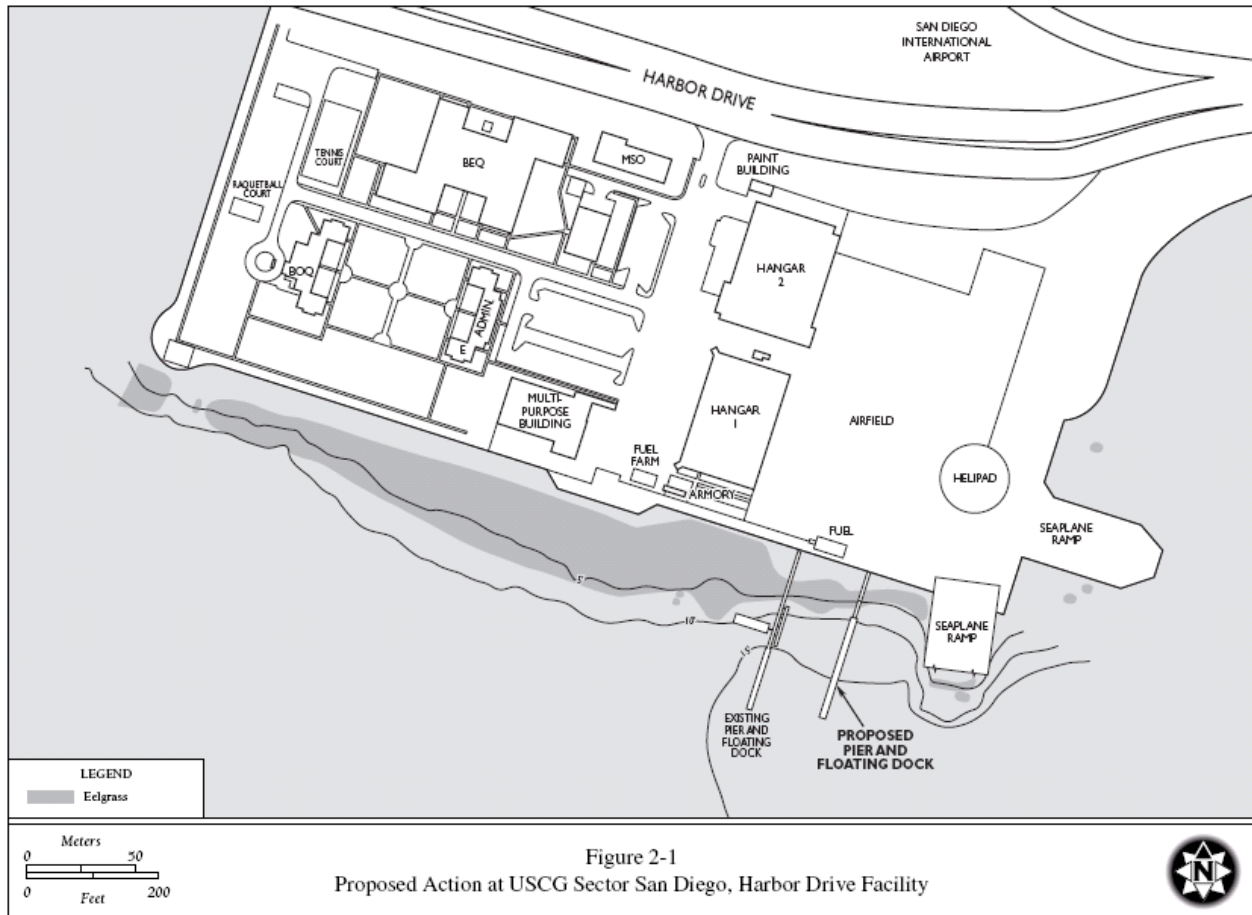 SAN DIEGO
INTERNATIONAL
AIRPORT
HARBOR DRIVE
TENNIS
COURT
BEQ
MSO
PAINT
BUILDING
RAQUETBALL
COURT
HANGAR
2
BOQ
ADMIN
E
MULTI-
PURPOSE
BUILDING
HANGAR
1
AIRFIELD
FUEL
FARM
ARMORY
HELIPAD
FUEL
SEAPLANE
RAMP
5'
10'
15'
SEAPLANE
RAMP
EXISTING
PIER AND
FLOATING
DOCK
PROPOSED
PIER AND
FLOATING DOCK
LEGEND
Eelgrass
Meters
0 50
0 200
Feet
Figure 2-1
Proposed Action at USCG Sector San Diego, Harbor Drive Facility
N